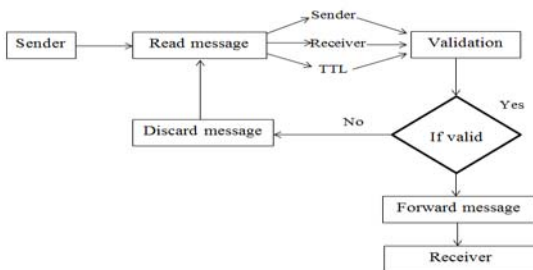 Sender
Sender
Read message
Receiver
Validation
TTL
Yes
No
Discard message
If valid
Forward message
Receiver